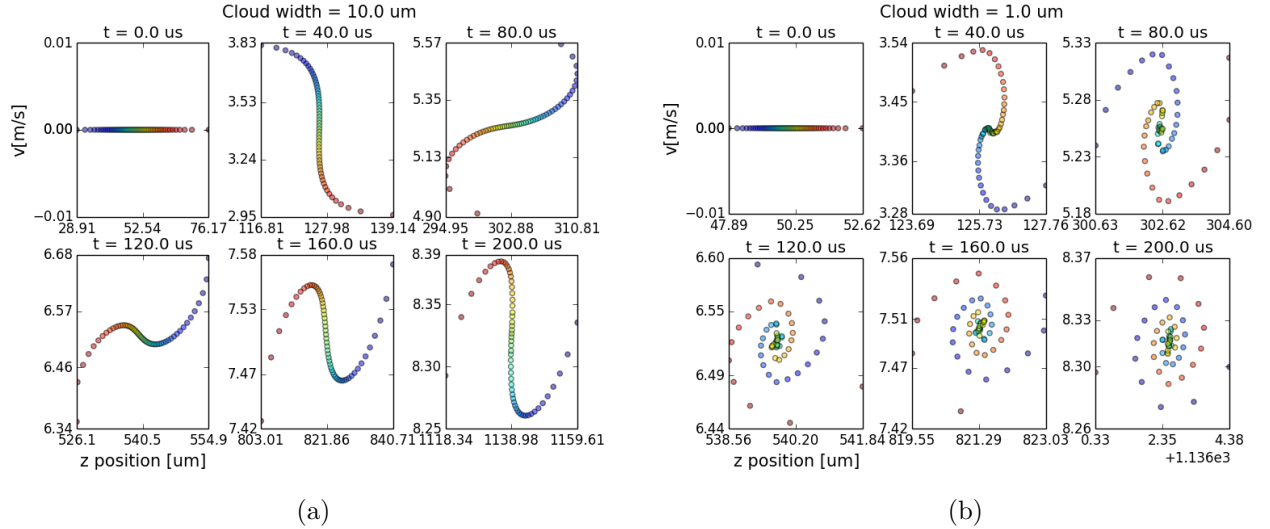 Cloud width = 10.0 um
t = 0.0 us
t = 40.0 us
t = 80.0 us
0.01
0.00
−0.01
v[m/s]
28.91 52.54 76.17
3.83
3.53
3.24
2.95
116.81 127.98 139.14
5.57
5.35
5.13
4.90
294.95 302.88 310.81
t = 120.0 us
t = 160.0 us
t = 200.0 us
6.68
6.57
6.46
6.34
526.1 540.5 554.9
z position [um]
7.58
7.53
7.47
7.42
803.01 821.86 840.71
8.39
8.35
8.30
8.25
1118.34 1138.98 1159.61
(a)
Cloud width = 1.0 um
t = 0.0 us
t = 40.0 us
t = 80.0 us
0.01
0.00
−0.01
v[m/s]
47.89 50.25 52.62
3.54
3.45
3.36
3.28
123.69 125.73 127.76
5.33
5.28
5.23
5.18
300.63 302.62 304.60
t = 120.0 us
t = 160.0 us
t = 200.0 us
6.60
6.55
6.49
6.44
538.56 540.20 541.84
z position [um]
7.56
7.51
7.47
7.42
819.55 821.29 823.03
8.37
8.33
8.30
8.26
0.33 2.35 4.38
+1.136e3
(b)